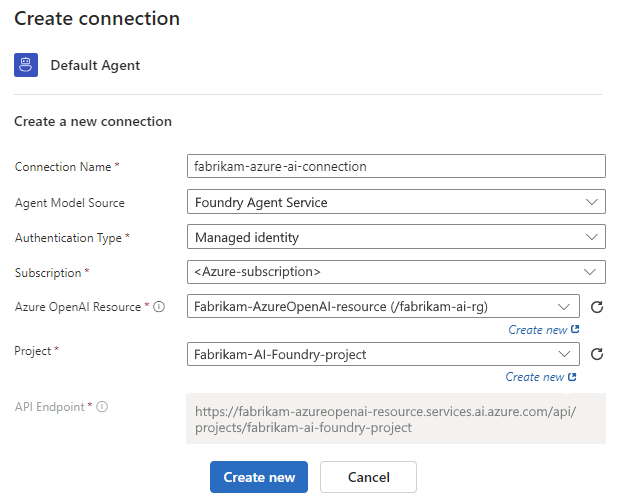 Create connection
Default Agent
Create a new connection
Connection Name *
fabrikam-azure-ai-connection
Agent Model Source
Foundry Agent Service
Authentication Type *
Managed identity
Subscription *
<Azure-subscription>
Azure OpenAI Resource *
Fabrikam-AzureOpenAI-resource (/fabrikam-ai-rg)
Create new
Project *
Fabrikam-AI-Foundry-project
Create new
API Endpoint *
https://fabrikam-azureopenai-resource.services.ai.azure.com/api/
projects/fabrikam-ai-foundry-project
Create new
Cancel